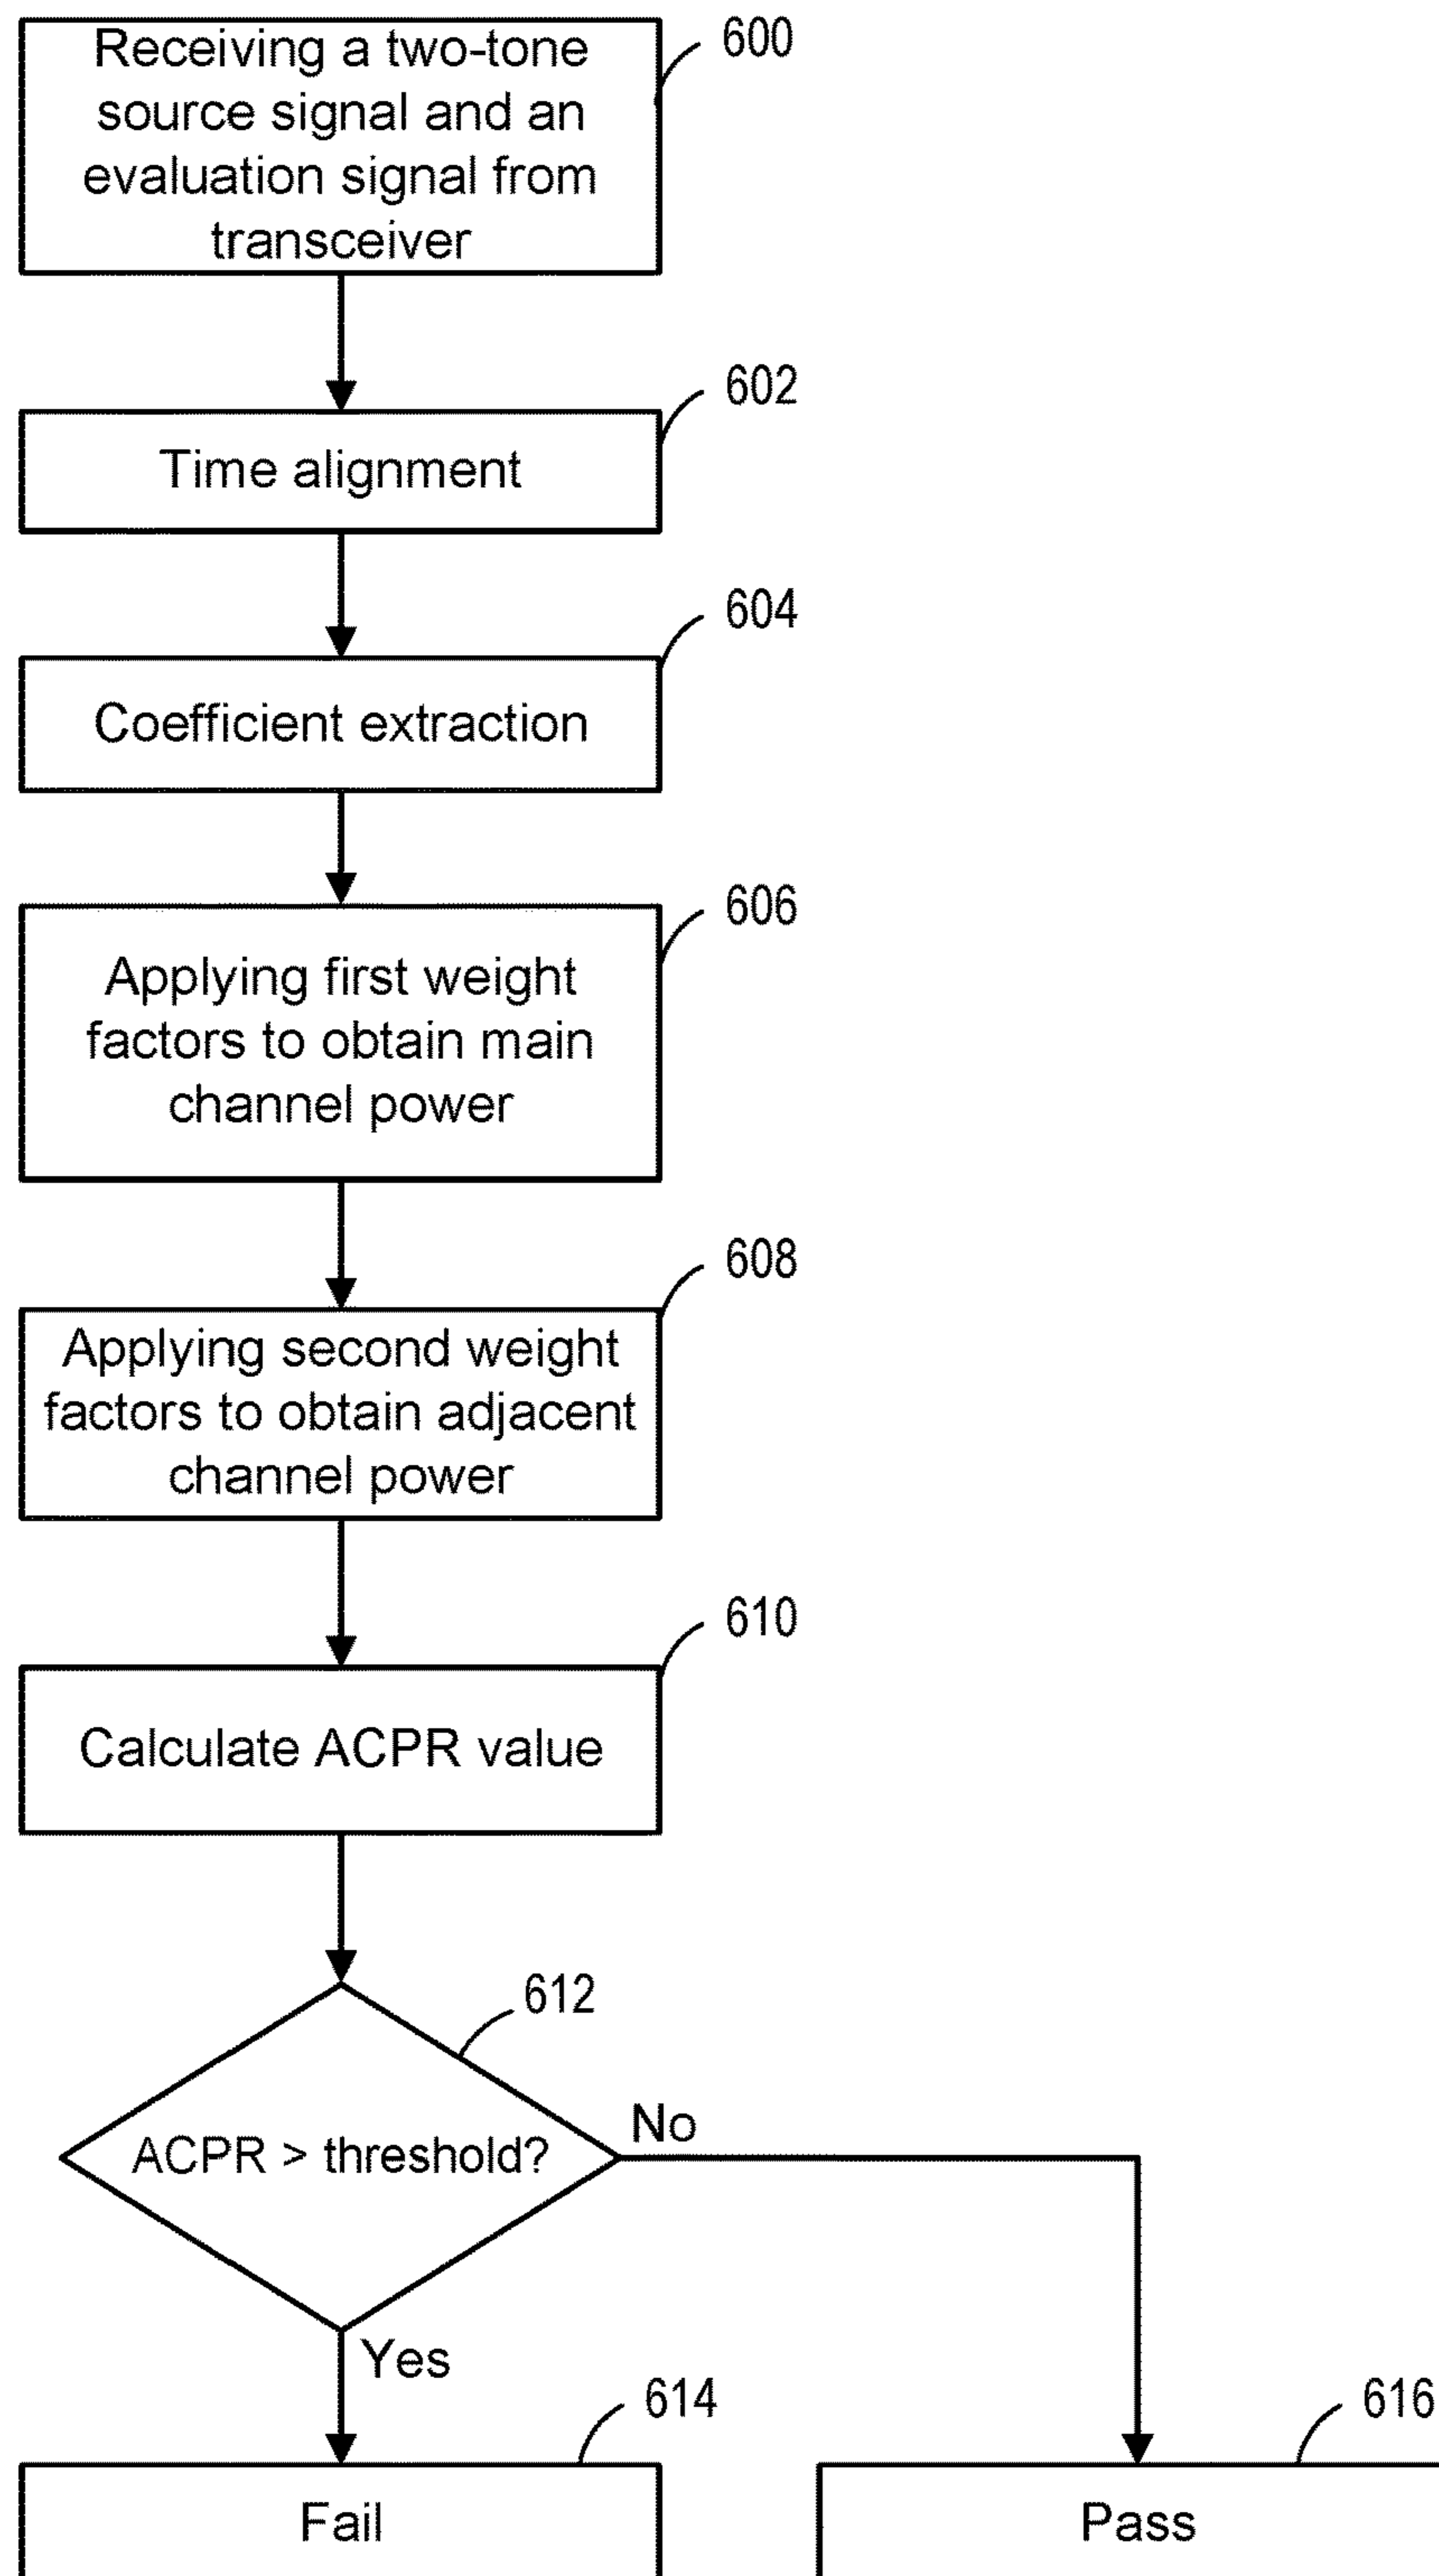 Receiving a two-tone
source signal and an
evaluation signal from
transceiver
600
602
Time alignment
604
Coefficient extraction
606
Applying first weight
factors to obtain main
channel power
608
Applying second weight
factors to obtain adjacent
channel power
610
Calculate ACPR value
612
ACPR > threshold?
No
Yes
614
Fail
616
Pass